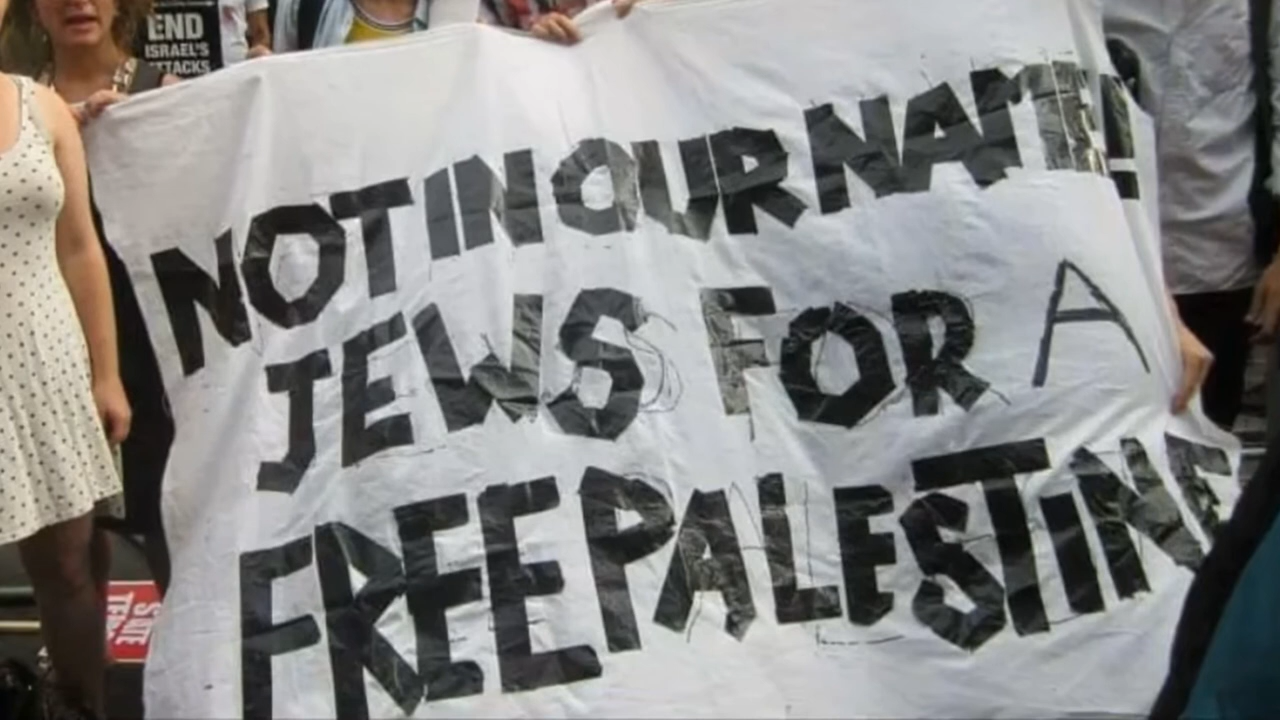 END
ISRAEL'S
ATTACKS
NOT IN OUR NAME!
JEWS FOR A
FREE PALESTINE